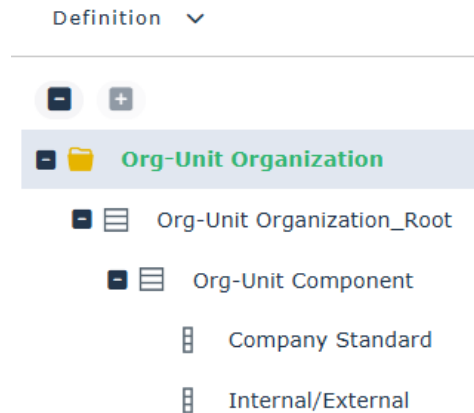 Definition
Org-Unit Organization
Org-Unit Organization_Root
Org-Unit Component
Company Standard
Internal/External